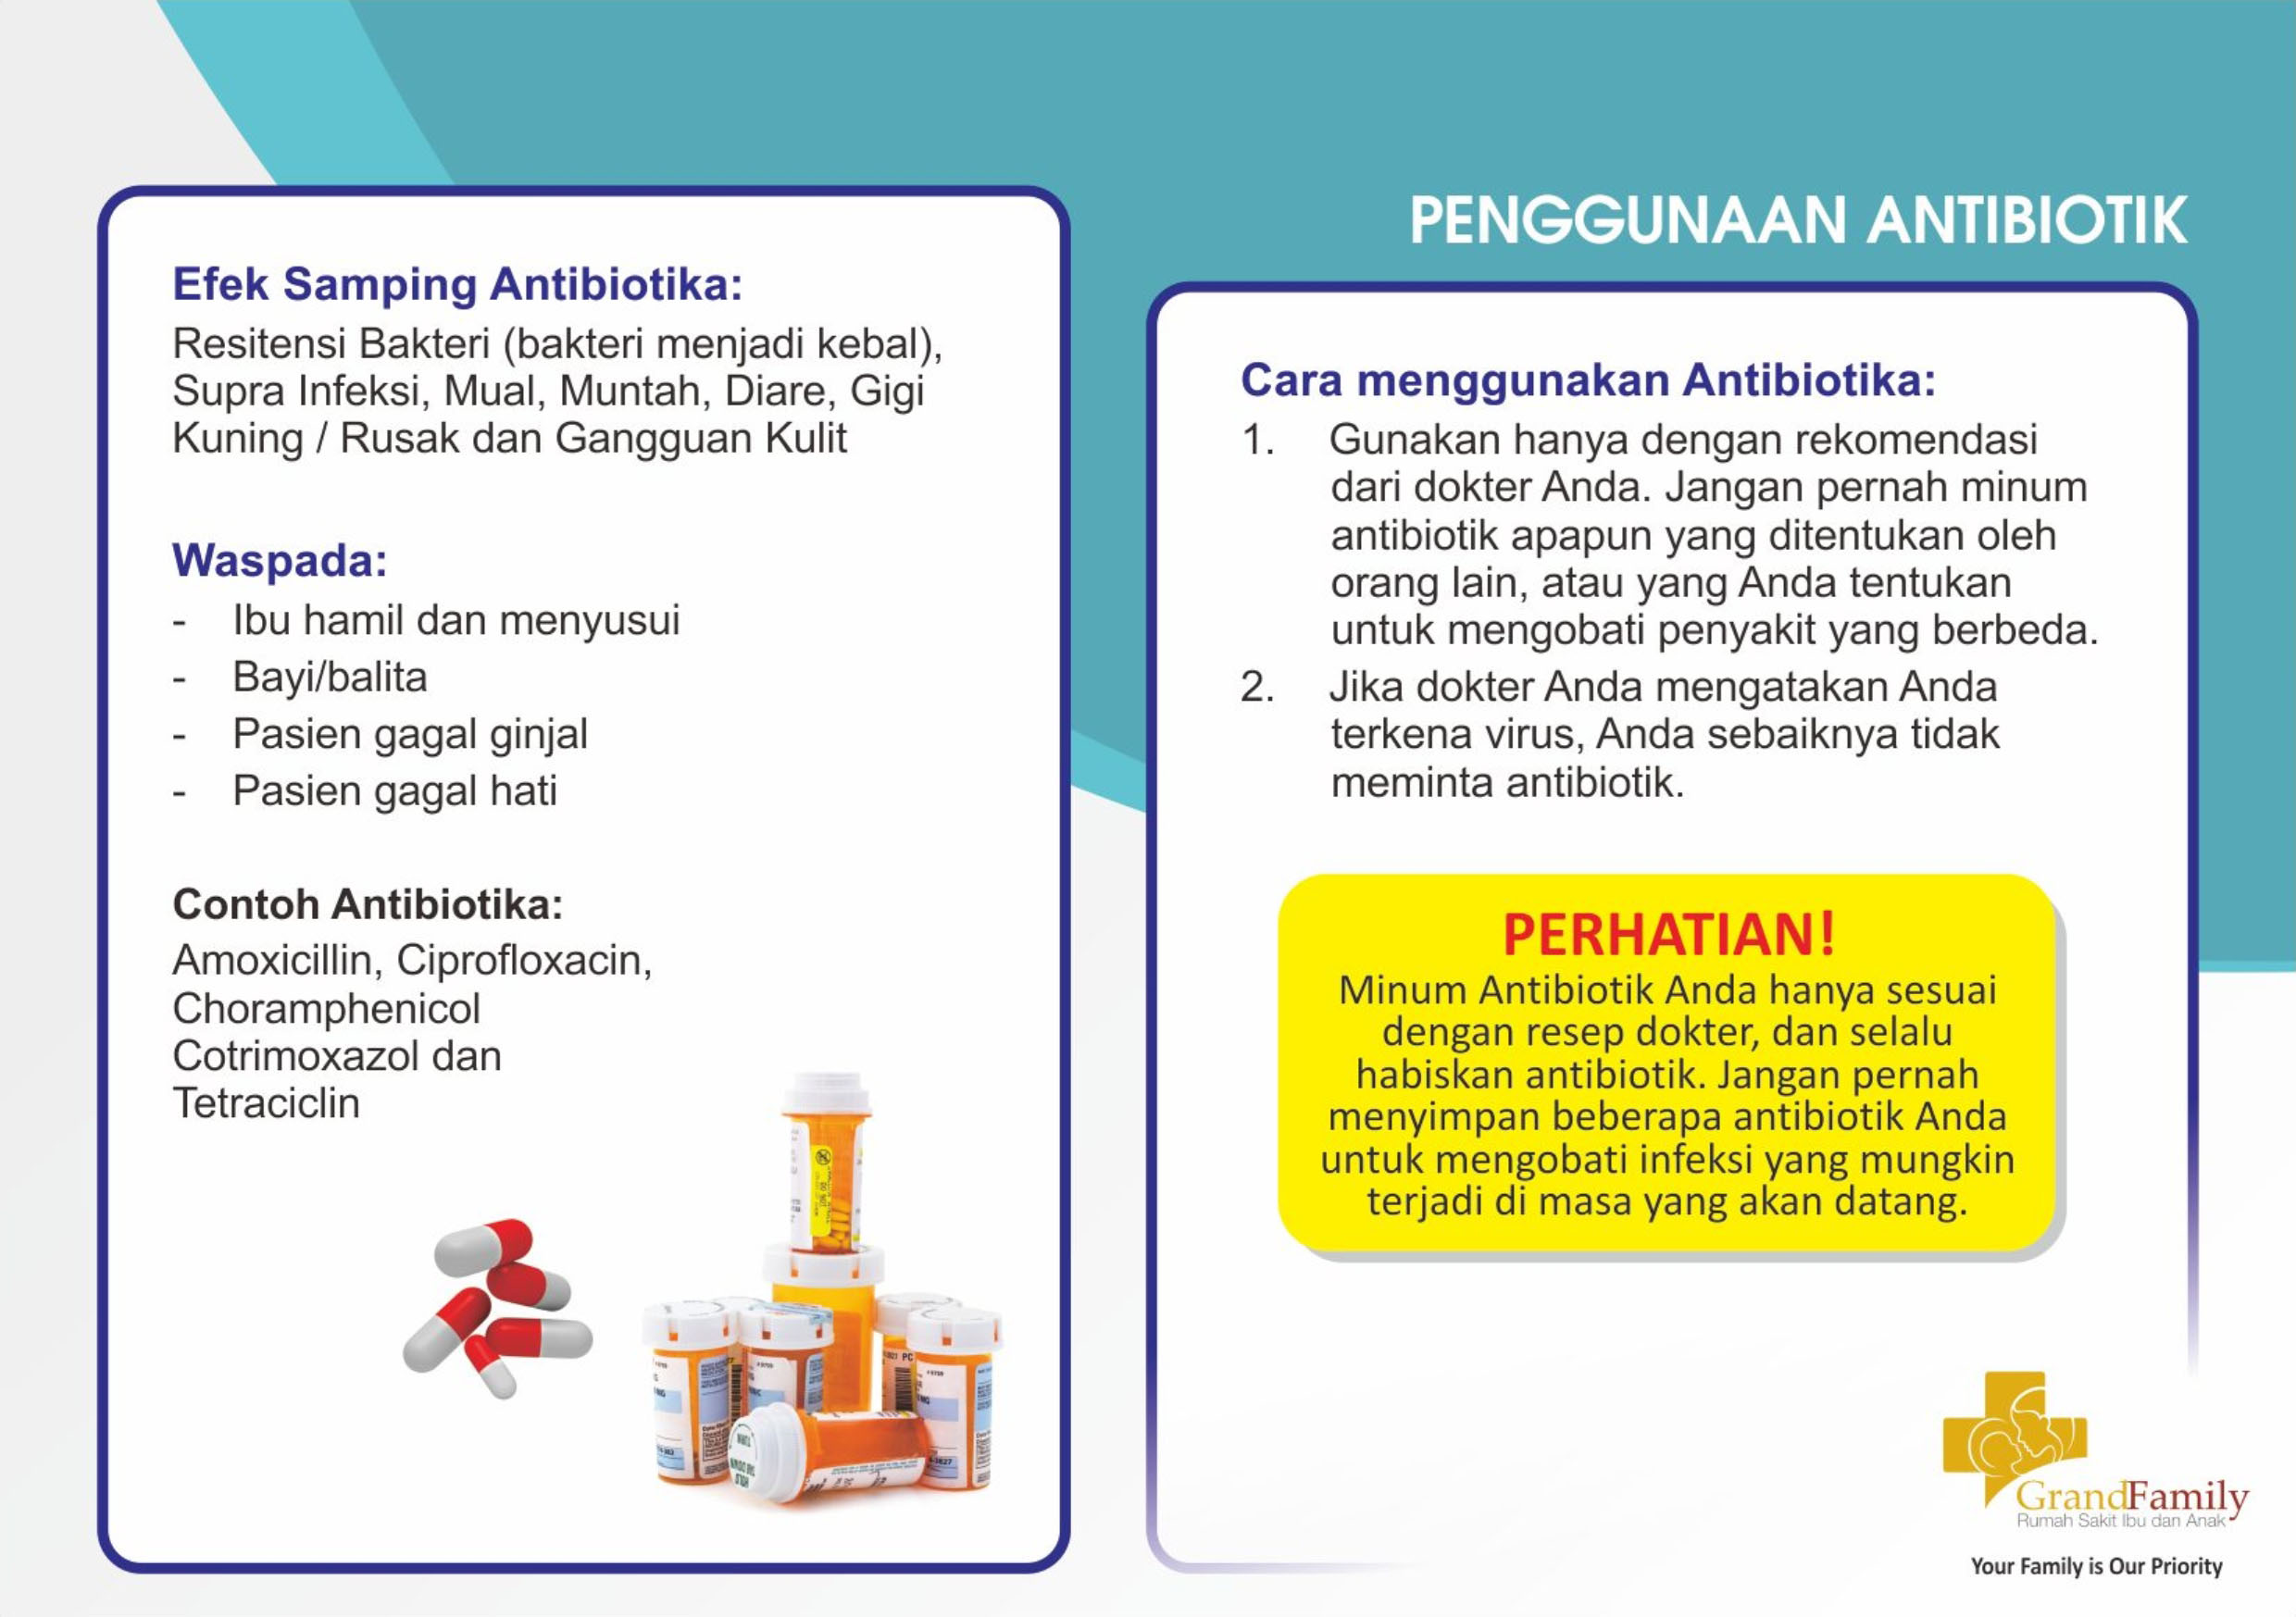 Efek Samping Antibiotika:
Resitensi Bakteri (bakteri menjadi kebal),
Supra Infeksi, Mual, Muntah, Diare, Gigi
Kuning / Rusak dan Gangguan Kulit
Waspada:
- Ibu hamil dan menyusui
- Bayi/balita
- Pasien gagal ginjal
- Pasien gagal hati
Contoh Antibiotika:
Amoxicillin, Ciprofloxacin,
Choramphenicol
Cotrimoxazol dan
Tetraciclin
PENGGUNAAN ANTIBIOTIK
Cara menggunakan Antibiotika:
1. Gunakan hanya dengan rekomendasi
dari dokter Anda. Jangan pernah minum
antibiotik apapun yang ditentukan oleh
orang lain, atau yang Anda tentukan
untuk mengobati penyakit yang berbeda.
2. Jika dokter Anda mengatakan Anda
terkena virus, Anda sebaiknya tidak
meminta antibiotik.
PERHATIAN!
Minum Antibiotik Anda hanya sesuai
dengan resep dokter, dan selalu
habiskan antibiotik. Jangan pernah
menyimpan beberapa antibiotik Anda
untuk mengobati infeksi yang mungkin
terjadi di masa yang akan datang.
GrandFamily
Rumah Sakit Ibu dan Anak
Your Family is Our Priority